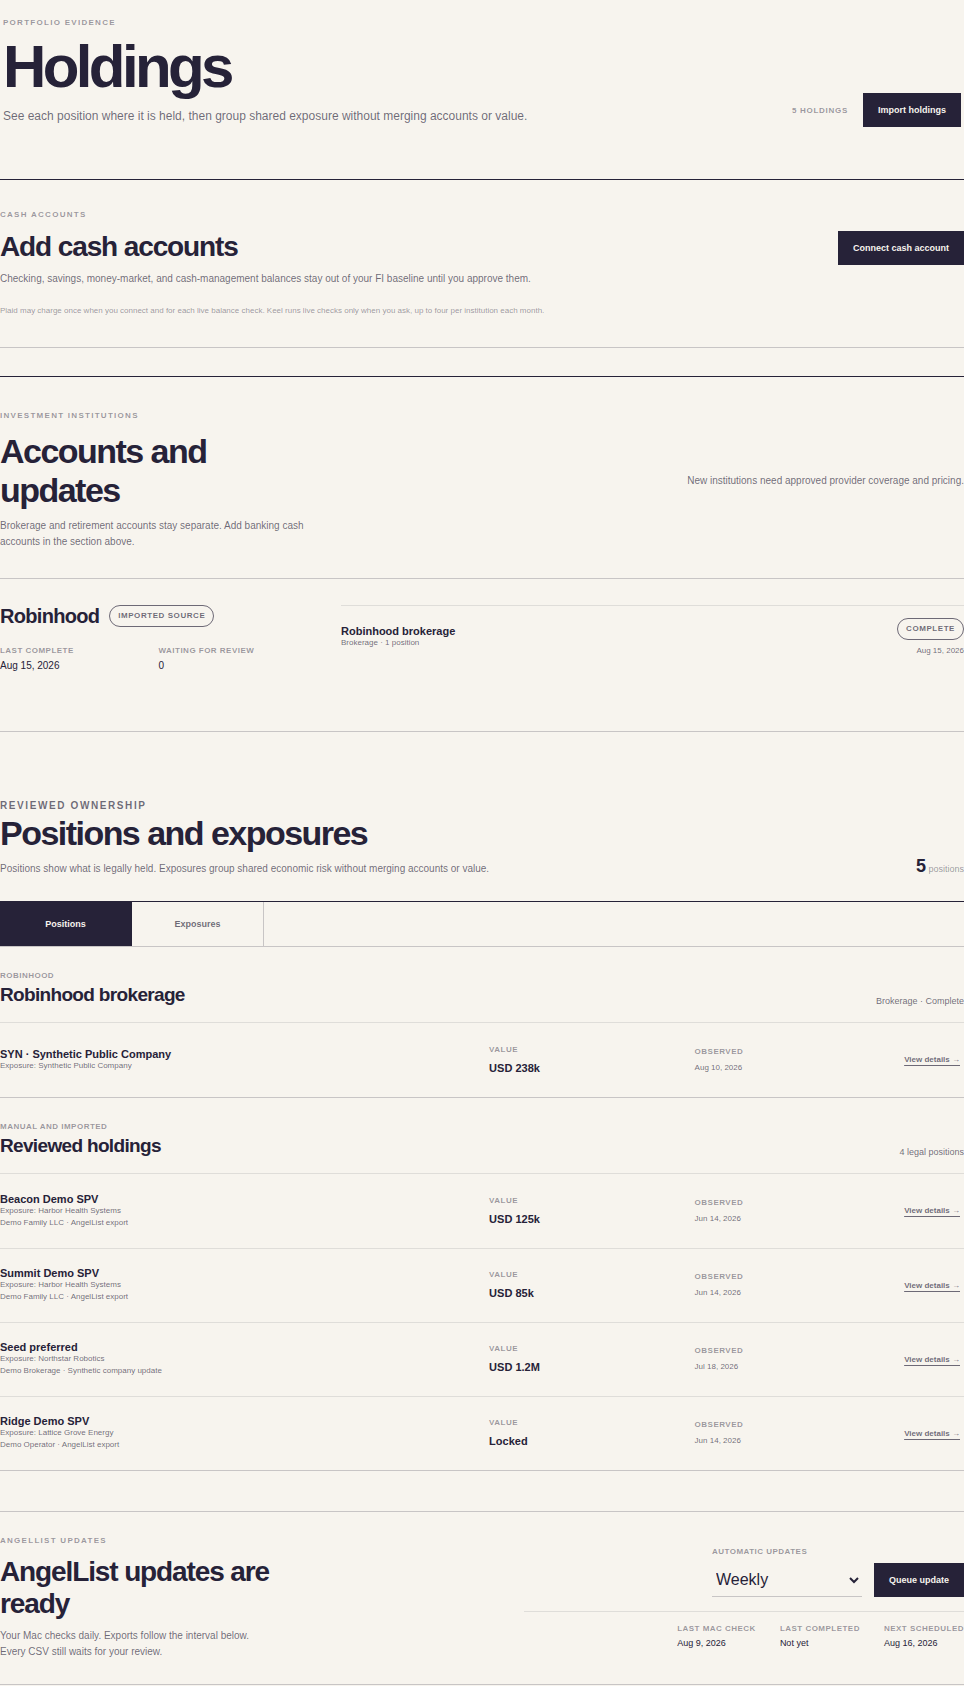 PORTFOLIO EVIDENCE
Holdings
See each position where it is held, then group shared exposure without merging accounts or value.
5 HOLDINGS
Import holdings
CASH ACCOUNTS
Add cash accounts
Connect cash account
Checking, savings, money-market, and cash-management balances stay out of your FI baseline until you approve them.
Plaid may charge once when you connect and for each live balance check. Keel runs live checks only when you ask, up to four per institution each month.
INVESTMENT INSTITUTIONS
Accounts and
updates
New institutions need approved provider coverage and pricing.
Brokerage and retirement accounts stay separate. Add banking cash
accounts in the section above.
Robinhood
IMPORTED SOURCE
LAST COMPLETE
WAITING FOR REVIEW
Aug 15, 2026
0
Robinhood brokerage
Brokerage · 1 position
COMPLETE
Aug 15, 2026
REVIEWED OWNERSHIP
Positions and exposures
Positions show what is legally held. Exposures group shared economic risk without merging accounts or value.
5 positions
Positions
Exposures
ROBINHOOD
Robinhood brokerage
Brokerage · Complete
SYN · Synthetic Public Company
Exposure: Synthetic Public Company
VALUE
USD 238k
OBSERVED
Aug 10, 2026
View details →
MANUAL AND IMPORTED
Reviewed holdings
4 legal positions
Beacon Demo SPV
Exposure: Harbor Health Systems
Demo Family LLC · AngelList export
VALUE
USD 125k
OBSERVED
Jun 14, 2026
View details →
Summit Demo SPV
Exposure: Harbor Health Systems
Demo Family LLC · AngelList export
VALUE
USD 85k
OBSERVED
Jun 14, 2026
View details →
Seed preferred
Exposure: Northstar Robotics
Demo Brokerage · Synthetic company update
VALUE
USD 1.2M
OBSERVED
Jul 18, 2026
View details →
Ridge Demo SPV
Exposure: Lattice Grove Energy
Demo Operator · AngelList export
VALUE
Locked
OBSERVED
Jun 14, 2026
View details →
ANGELLIST UPDATES
AngelList updates are
ready
Your Mac checks daily. Exports follow the interval below.
Every CSV still waits for your review.
AUTOMATIC UPDATES
Weekly
Queue update
LAST MAC CHECK
Aug 9, 2026
LAST COMPLETED
Not yet
NEXT SCHEDULED
Aug 16, 2026